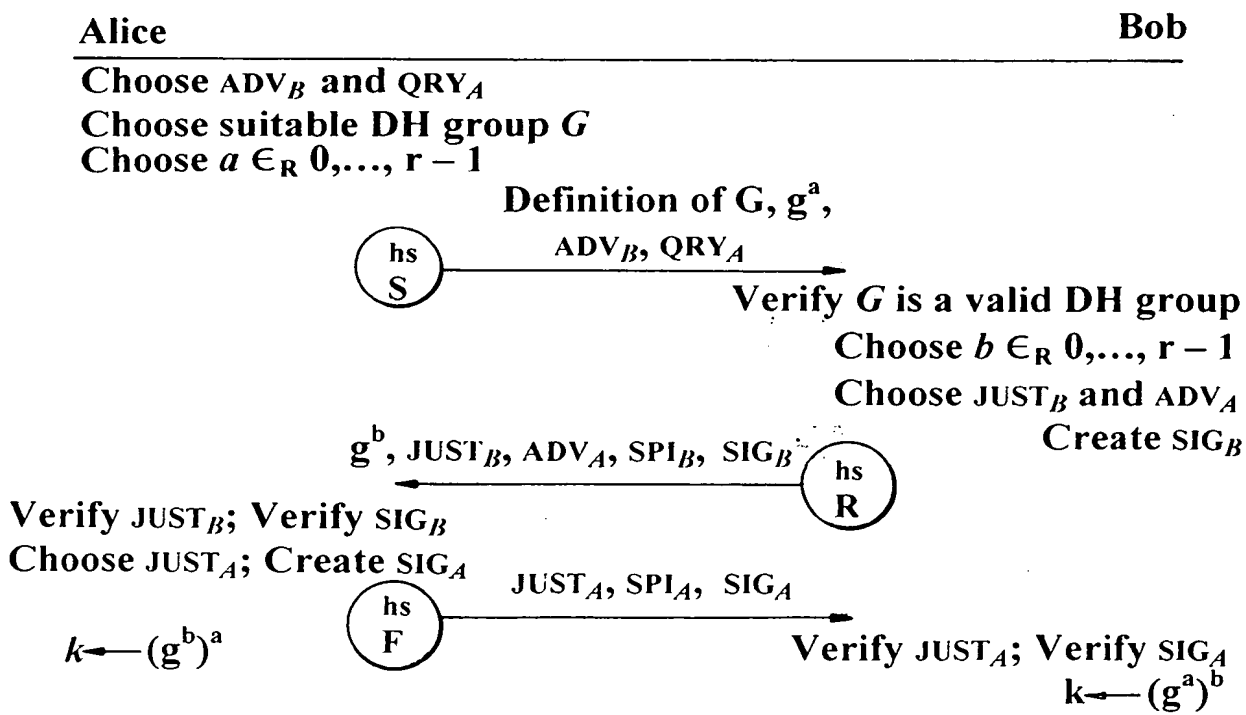 Alice Bob
Choose ADV_B and QRY_A
Choose suitable DH group G
Choose a ∈_R 0,..., r – 1
Definition of G, g^a,
ADV_B, QRY_A
hs
S
Verify G is a valid DH group
Choose b ∈_R 0,..., r – 1
Choose JUST_B and ADV_A
Create SIG_B
g^b, JUST_B, ADV_A, SPI_B, SIG_B
hs
R
Verify JUST_B; Verify SIG_B
Choose JUST_A; Create SIG_A
JUST_A, SPI_A, SIG_A
hs
F
k ← (g^b)^a
Verify JUST_A; Verify SIG_A
k ← (g^a)^b